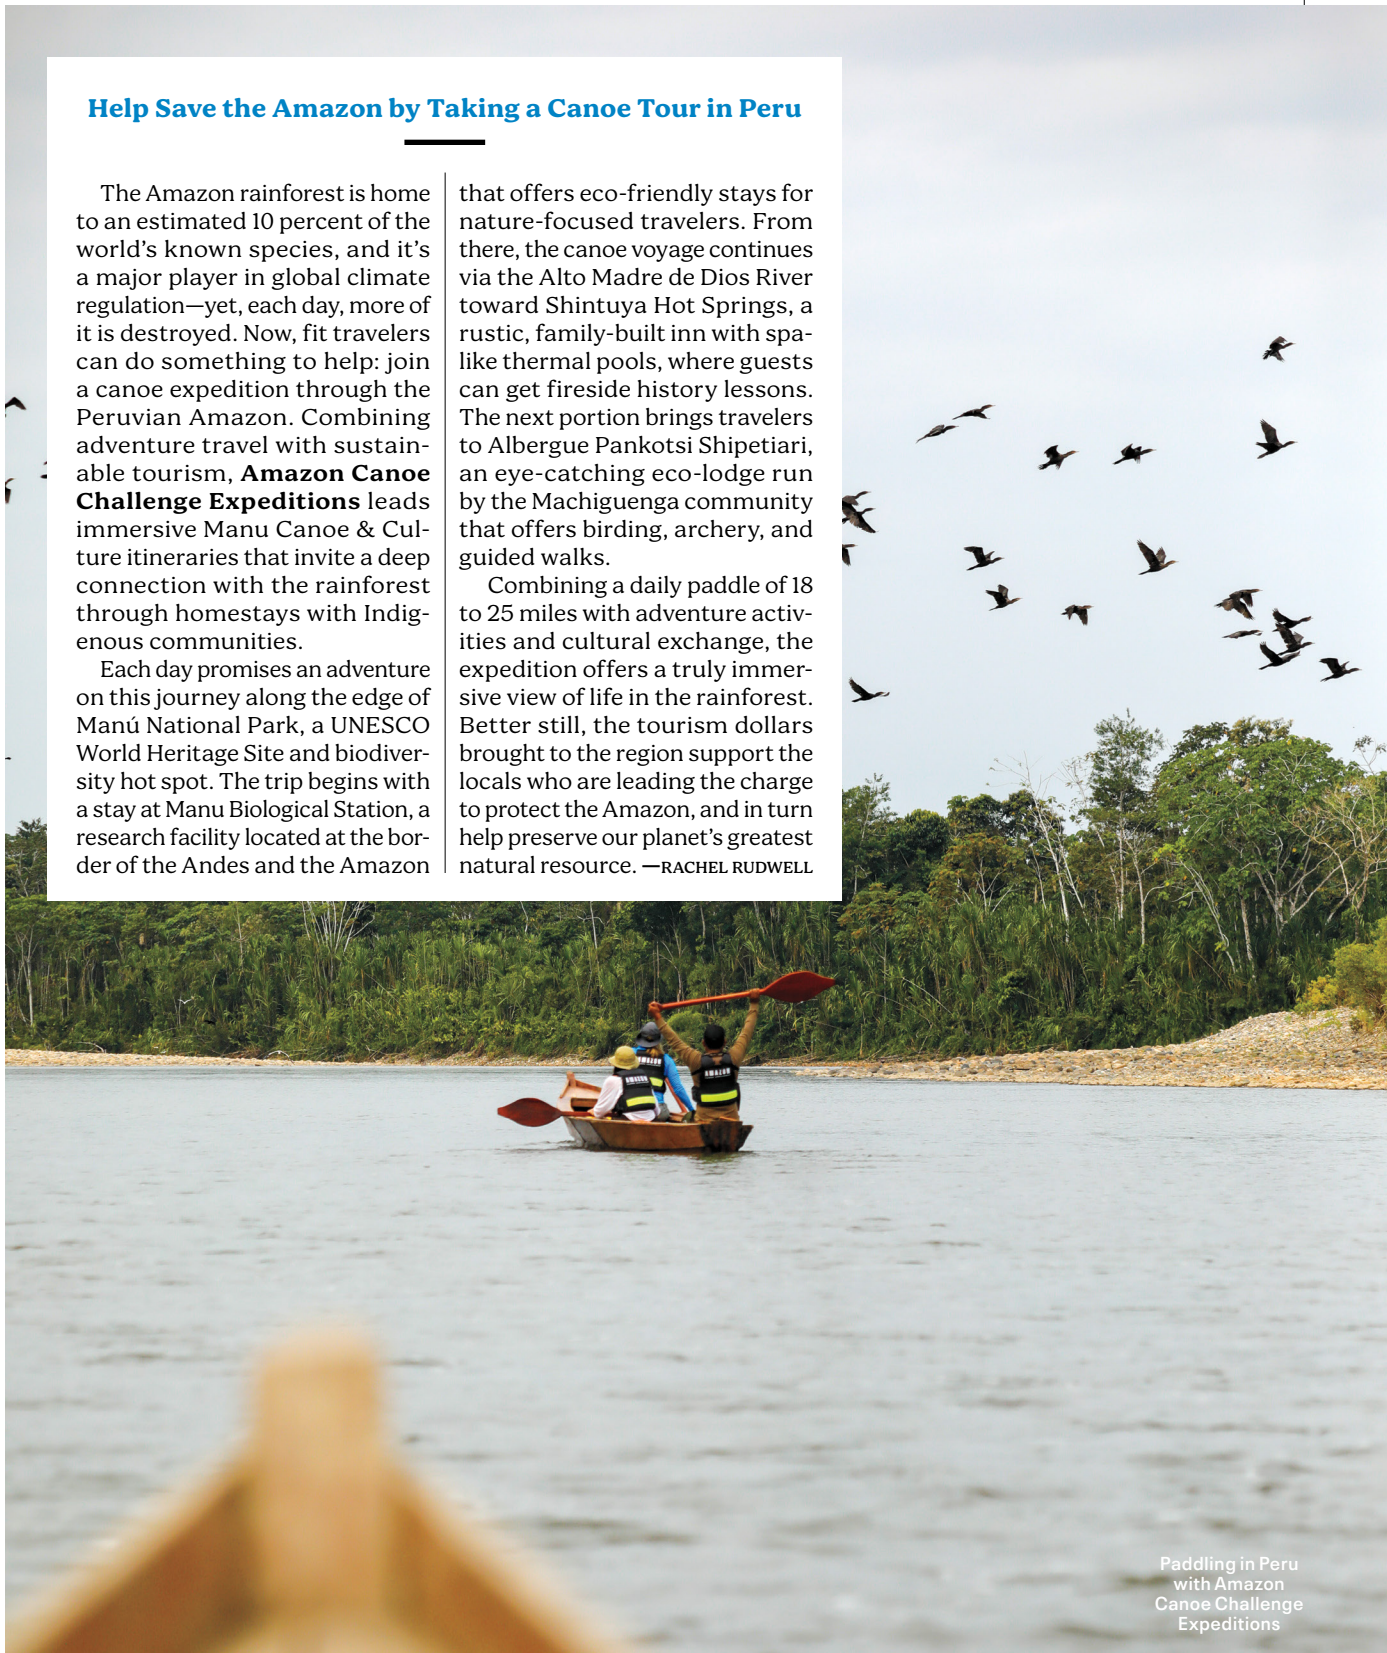 Help Save the Amazon by Taking a Canoe Tour in Peru
The Amazon rainforest is home
to an estimated 10 percent of the
world's known species, and it's
a major player in global climate
regulation—yet, each day, more of
it is destroyed. Now, fit travelers
can do something to help: join
a canoe expedition through the
Peruvian Amazon. Combining
adventure travel with sustain-
able tourism, Amazon Canoe
Challenge Expeditions leads
immersive Manu Canoe & Cul-
ture itineraries that invite a deep
connection with the rainforest
through homestays with Indig-
enous communities.
Each day promises an adventure
on this journey along the edge of
Manú National Park, a UNESCO
World Heritage Site and biodiver-
sity hot spot. The trip begins with
a stay at Manu Biological Station, a
research facility located at the bor-
der of the Andes and the Amazon
that offers eco-friendly stays for
nature-focused travelers. From
there, the canoe voyage continues
via the Alto Madre de Dios River
toward Shintuya Hot Springs, a
rustic, family-built inn with spa-
like thermal pools, where guests
can get fireside history lessons.
The next portion brings travelers
to Albergue Pankotsi Shipetiari,
an eye-catching eco-lodge run
by the Machiguenga community
that offers birding, archery, and
guided walks.
Combining a daily paddle of 18
to 25 miles with adventure activ-
ities and cultural exchange, the
expedition offers a truly immer-
sive view of life in the rainforest.
Better still, the tourism dollars
brought to the region support the
locals who are leading the charge
to protect the Amazon, and in turn
help preserve our planet's greatest
natural resource. —RACHEL RUDWELL
AMAZON
AMAZON
AMAZON
Paddling in Peru
with Amazon
Canoe Challenge
Expeditions